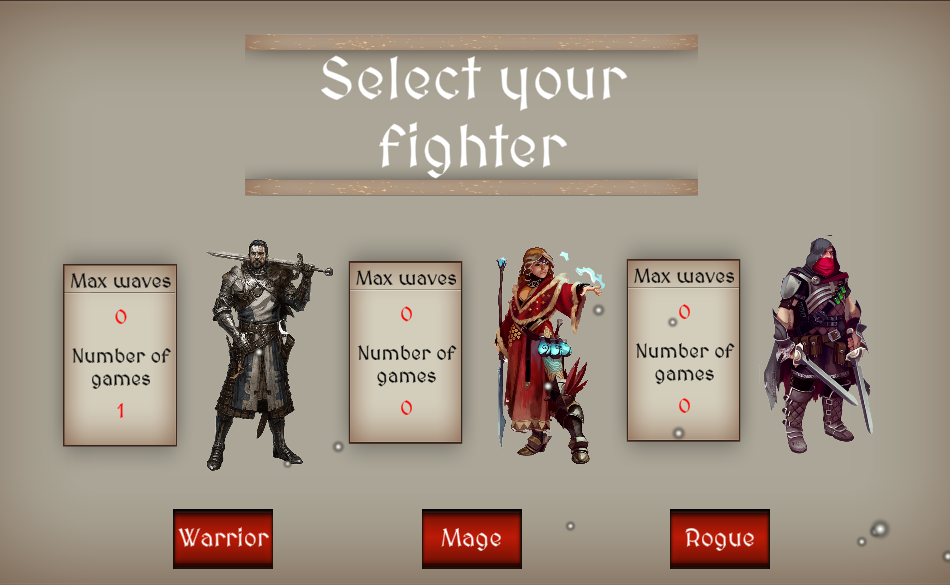 Select your
fighter
Max waves
0
Number of
games
1
Max waves
0
Number of
games
0
Max waves
0
Number of
games
0
Warrior
Mage
Rogue